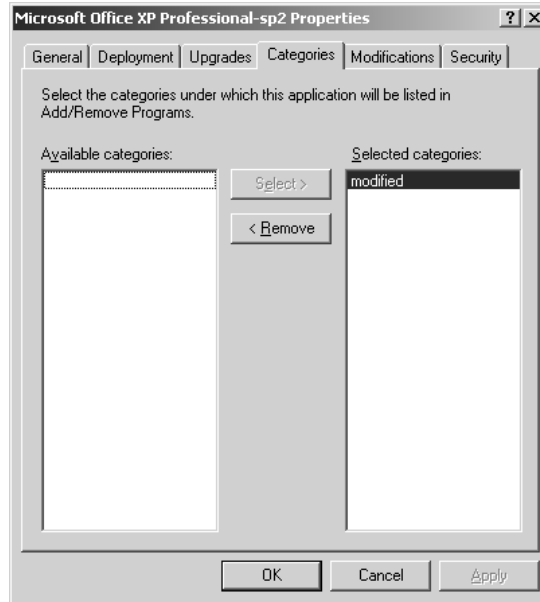 Microsoft Office XP Professional-sp2 Properties
General Deployment Upgrades Categories Modifications Security
Select the categories under which this application will be listed in
Add/Remove Programs.
Available categories:
Selected categories:
Select >
modified
< Remove
OK Cancel Apply